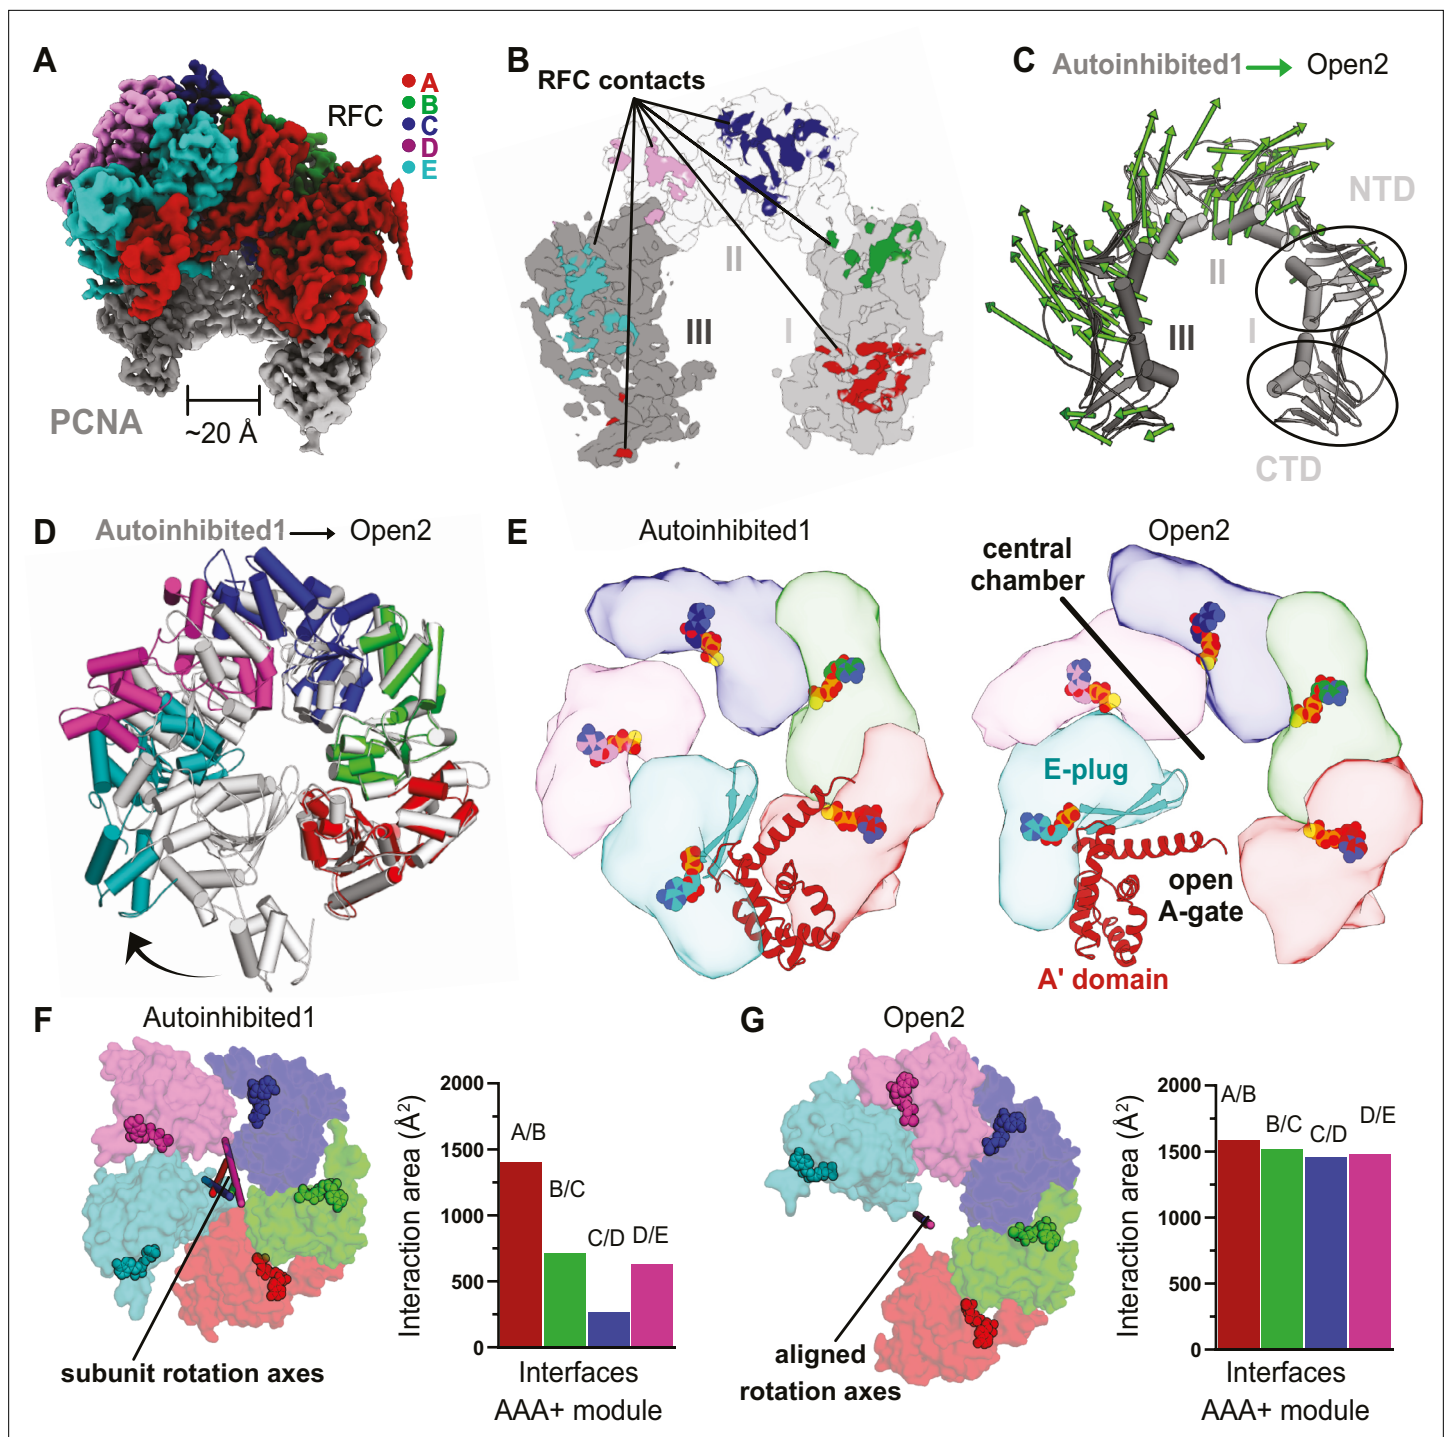 A
RFC
A
B
C
D
E
PCNA
~20 Å
B
RFC contacts
II
III
I
C
Autoinhibited1
Open2
NTD
II
III
I
CTD
D
Autoinhibited1
Open2
E
Autoinhibited1
Open2
central
chamber
E-plug
open
A-gate
A' domain
F
Autoinhibited1
subunit rotation axes
Interaction area (Å²)
2000
1500
1000
500
0
A/B
B/C
C/D
D/E
Interfaces
AAA+ module
G
Open2
aligned
rotation axes
Interaction area (Å²)
2000
1500
1000
500
0
A/B
B/C
C/D
D/E
Interfaces
AAA+ module